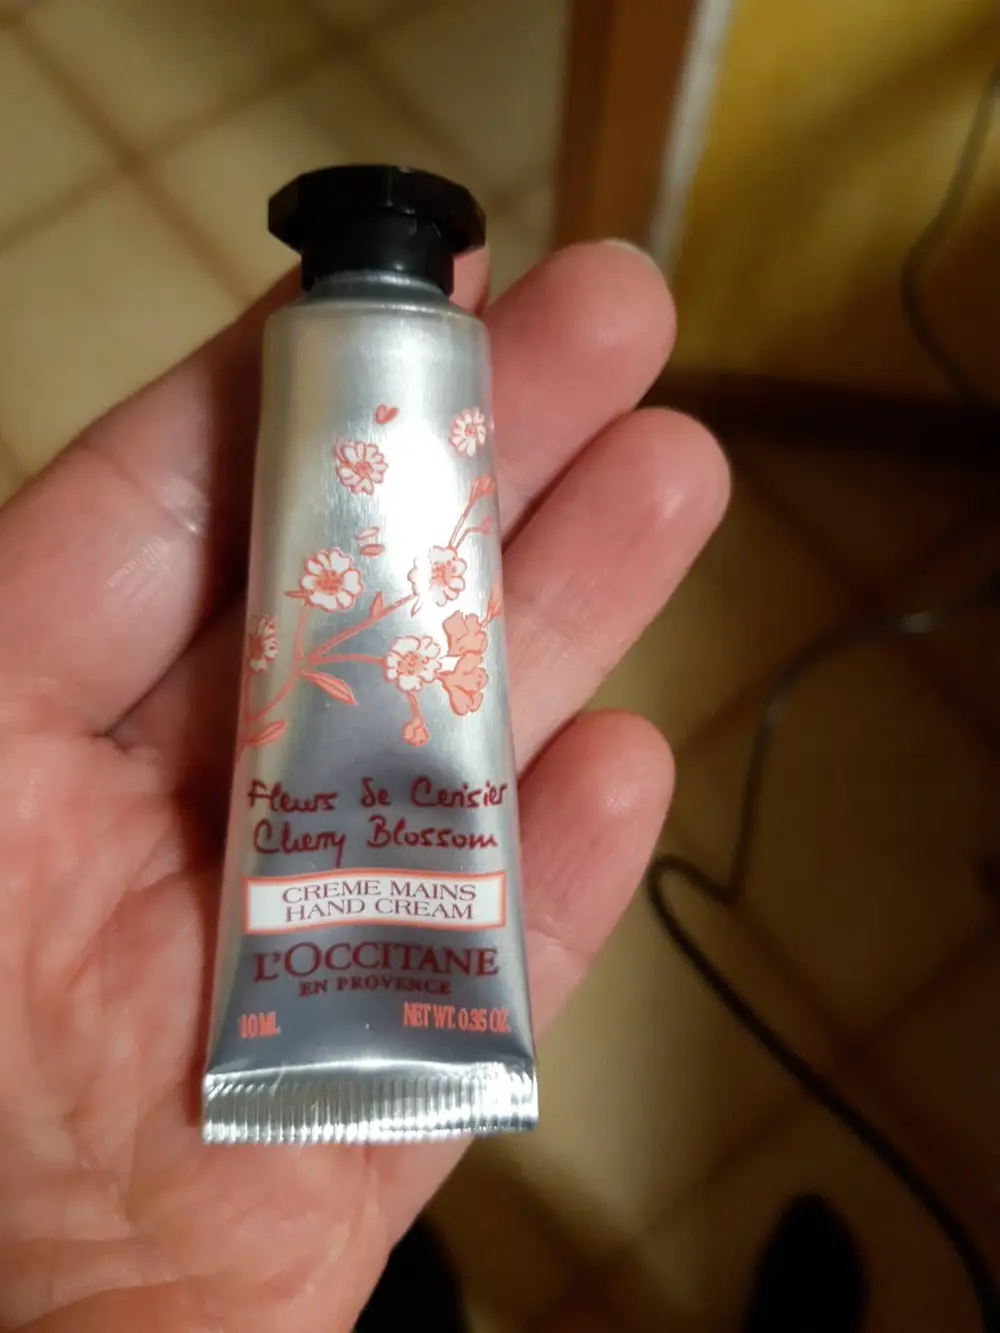 Fleurs de Cerisier
Cherry Blossom
CREME MAINS
HAND CREAM
L'OCCITANE
EN PROVENCE
10 ML NET WT. 0.35 OZ.